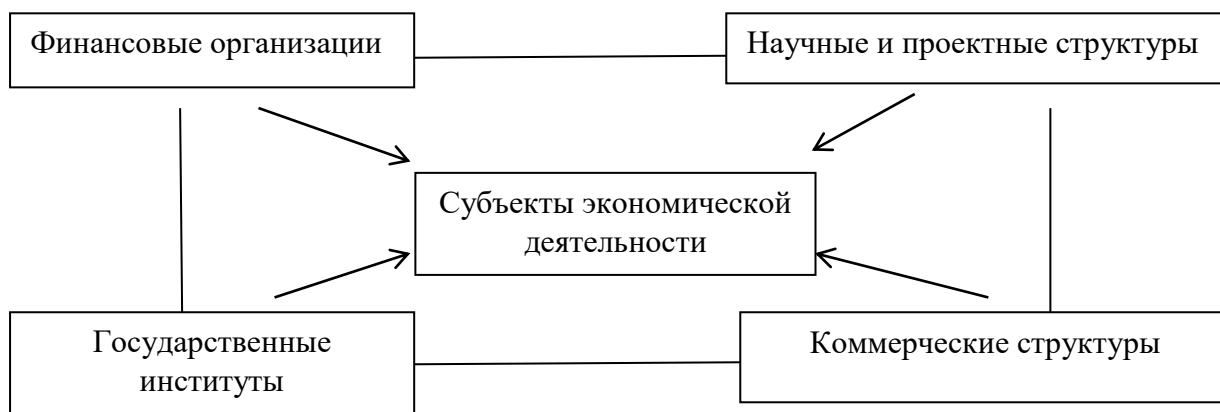 Финансовые организации
Научные и проектные структуры
Субъекты экономической
деятельности
Государственные
институты
Коммерческие структуры